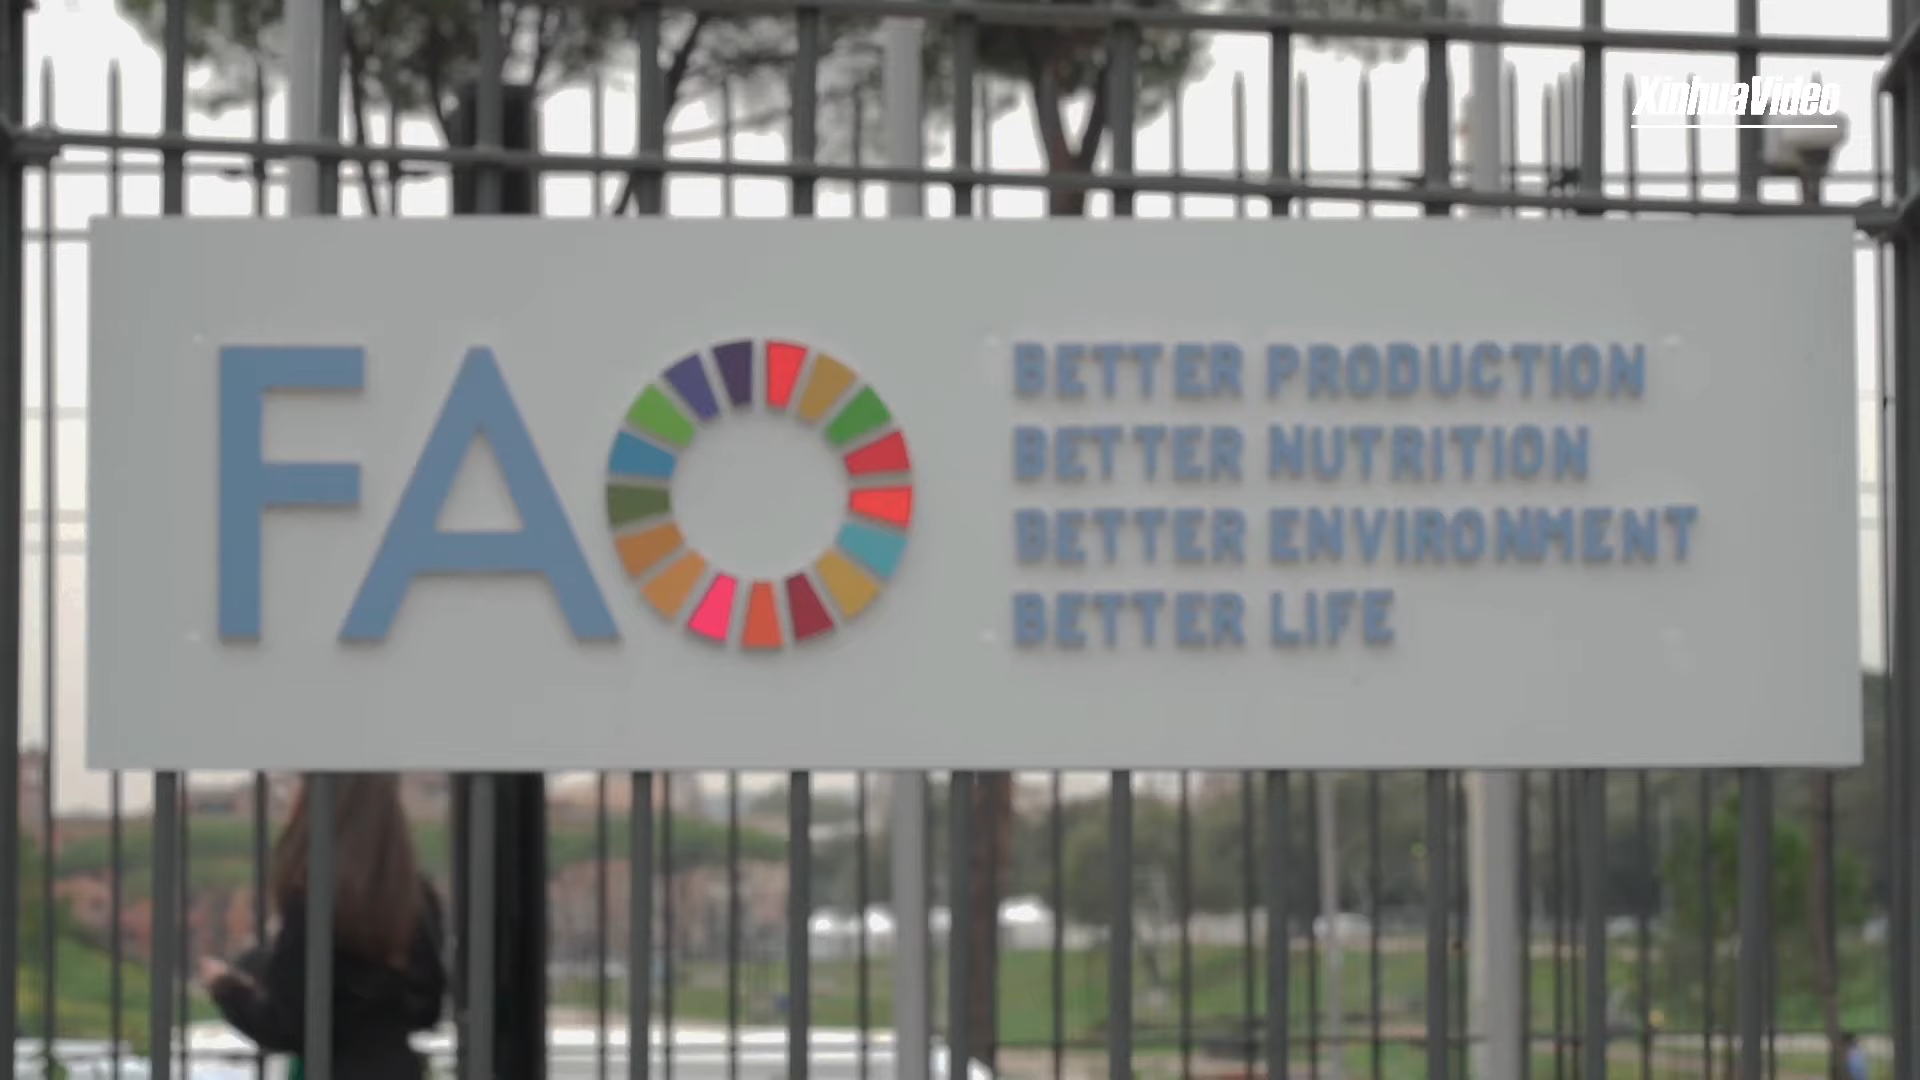 XinhuaVideo
FAO
BETTER PRODUCTION
BETTER NUTRITION
BETTER ENVIRONMENT
BETTER LIFE